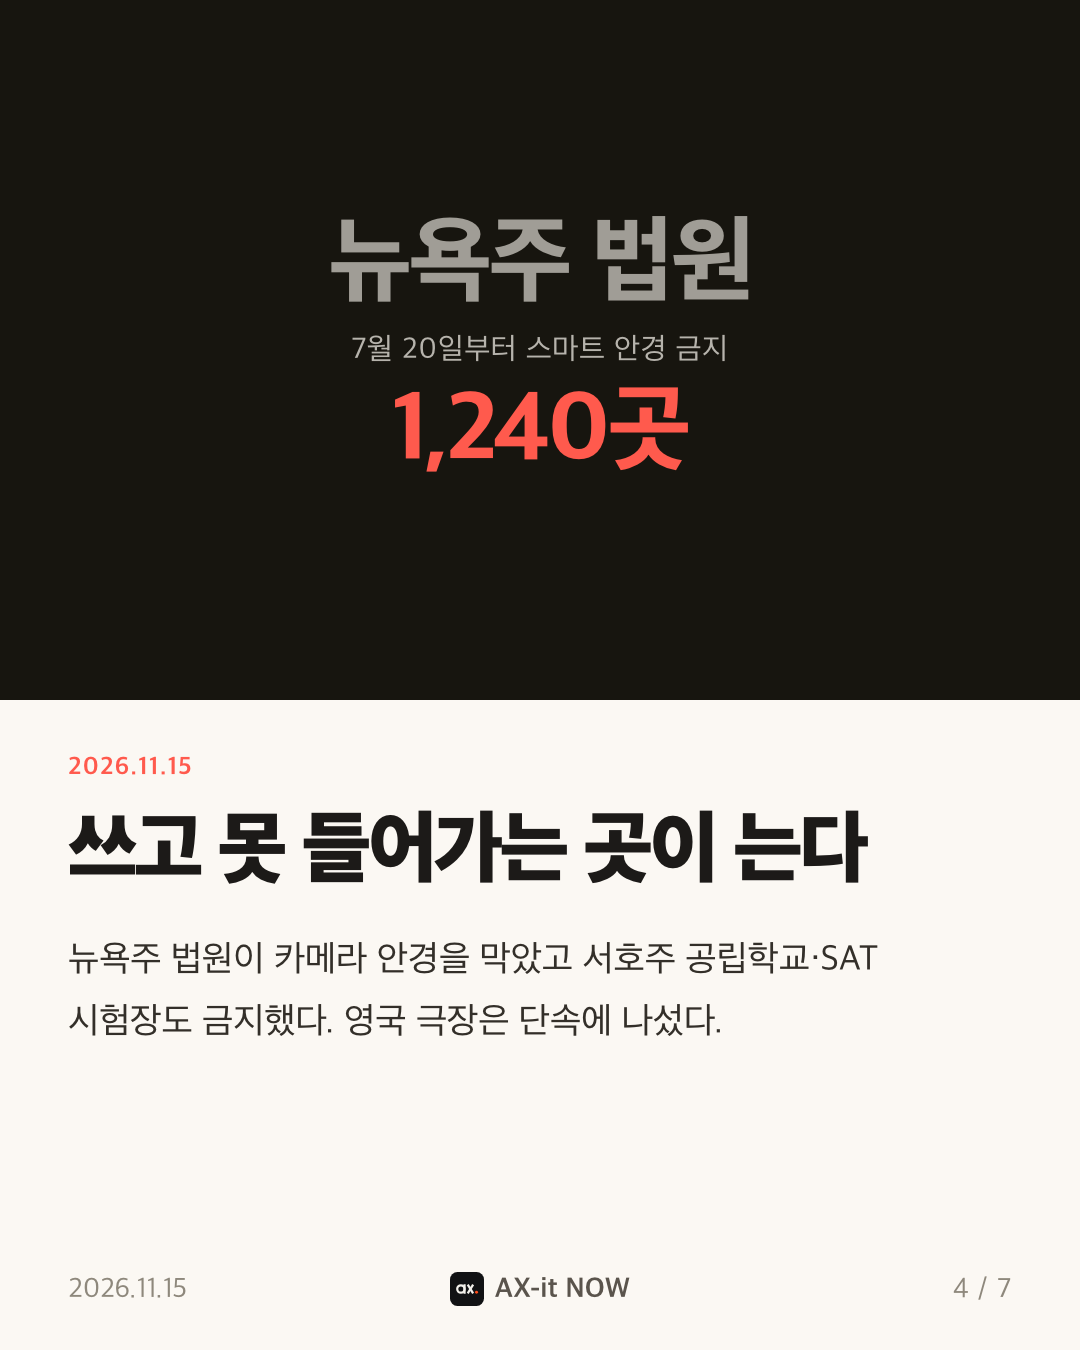 뉴욕주 법원
7월 20일부터 스마트 안경 금지
1,240곳
2026.11.15
쓰고 못 들어가는 곳이 는다
뉴욕주 법원이 카메라 안경을 막았고 서호주 공립학교·SAT
시험장도 금지했다. 영국 극장은 단속에 나섰다.
2026.11.15
ax. AX-it NOW
4 / 7